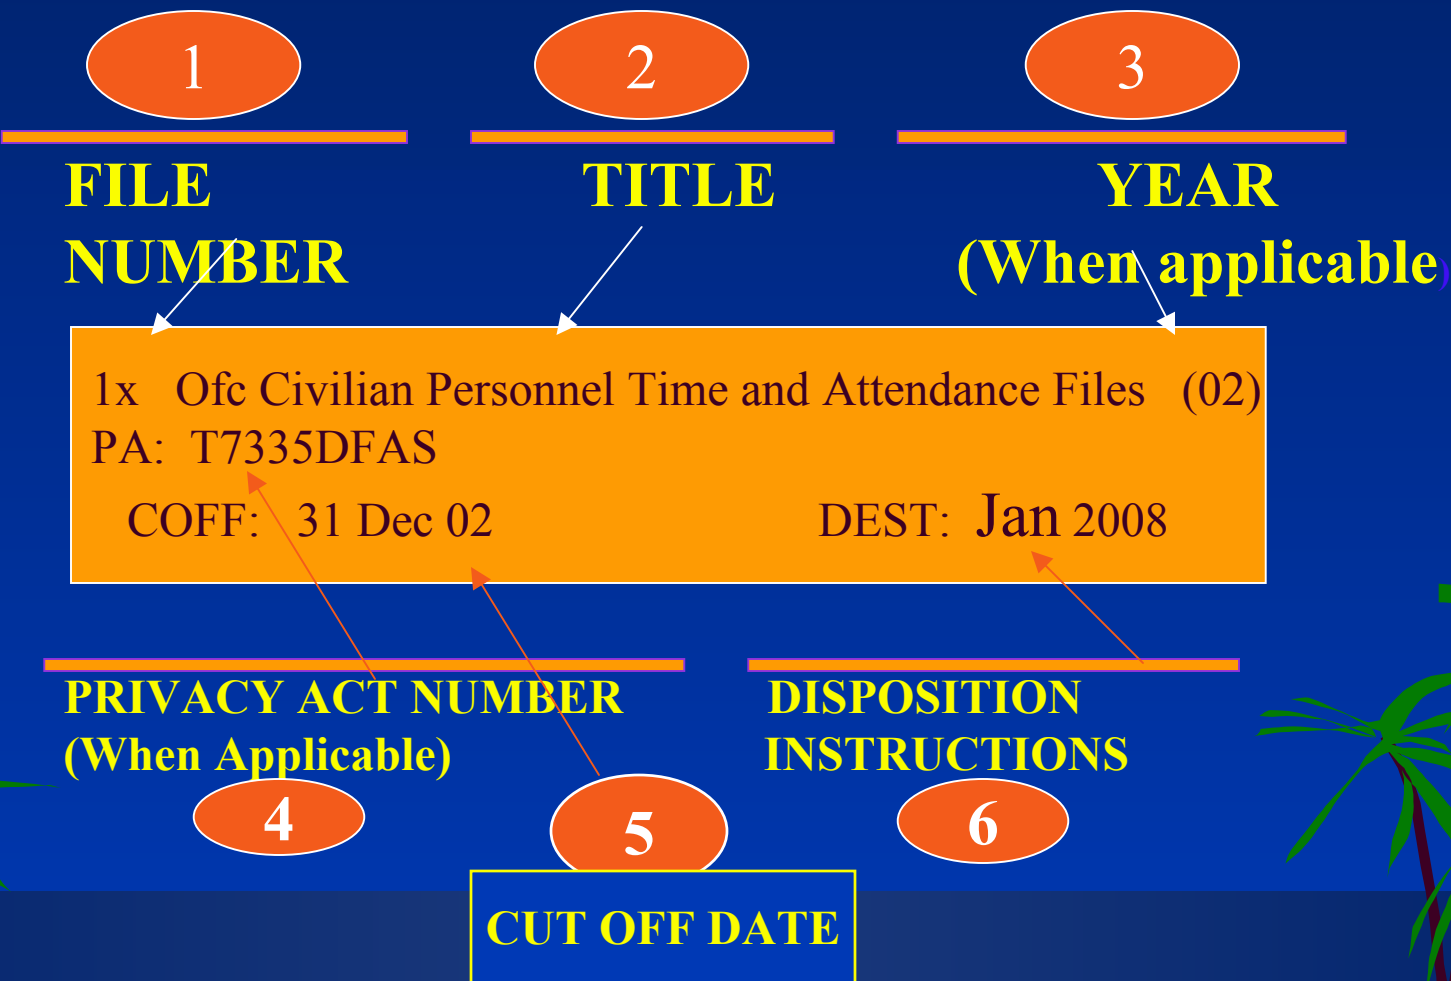 1 2 3
FILE TITLE YEAR
NUMBER (When applicable)
1x Ofc Civilian Personnel Time and Attendance Files (02)
PA: T7335DFAS
COFF: 31 Dec 02 DEST: Jan 2008
PRIVACY ACT NUMBER DISPOSITION
(When Applicable) INSTRUCTIONS
4 5 6
CUT OFF DATE